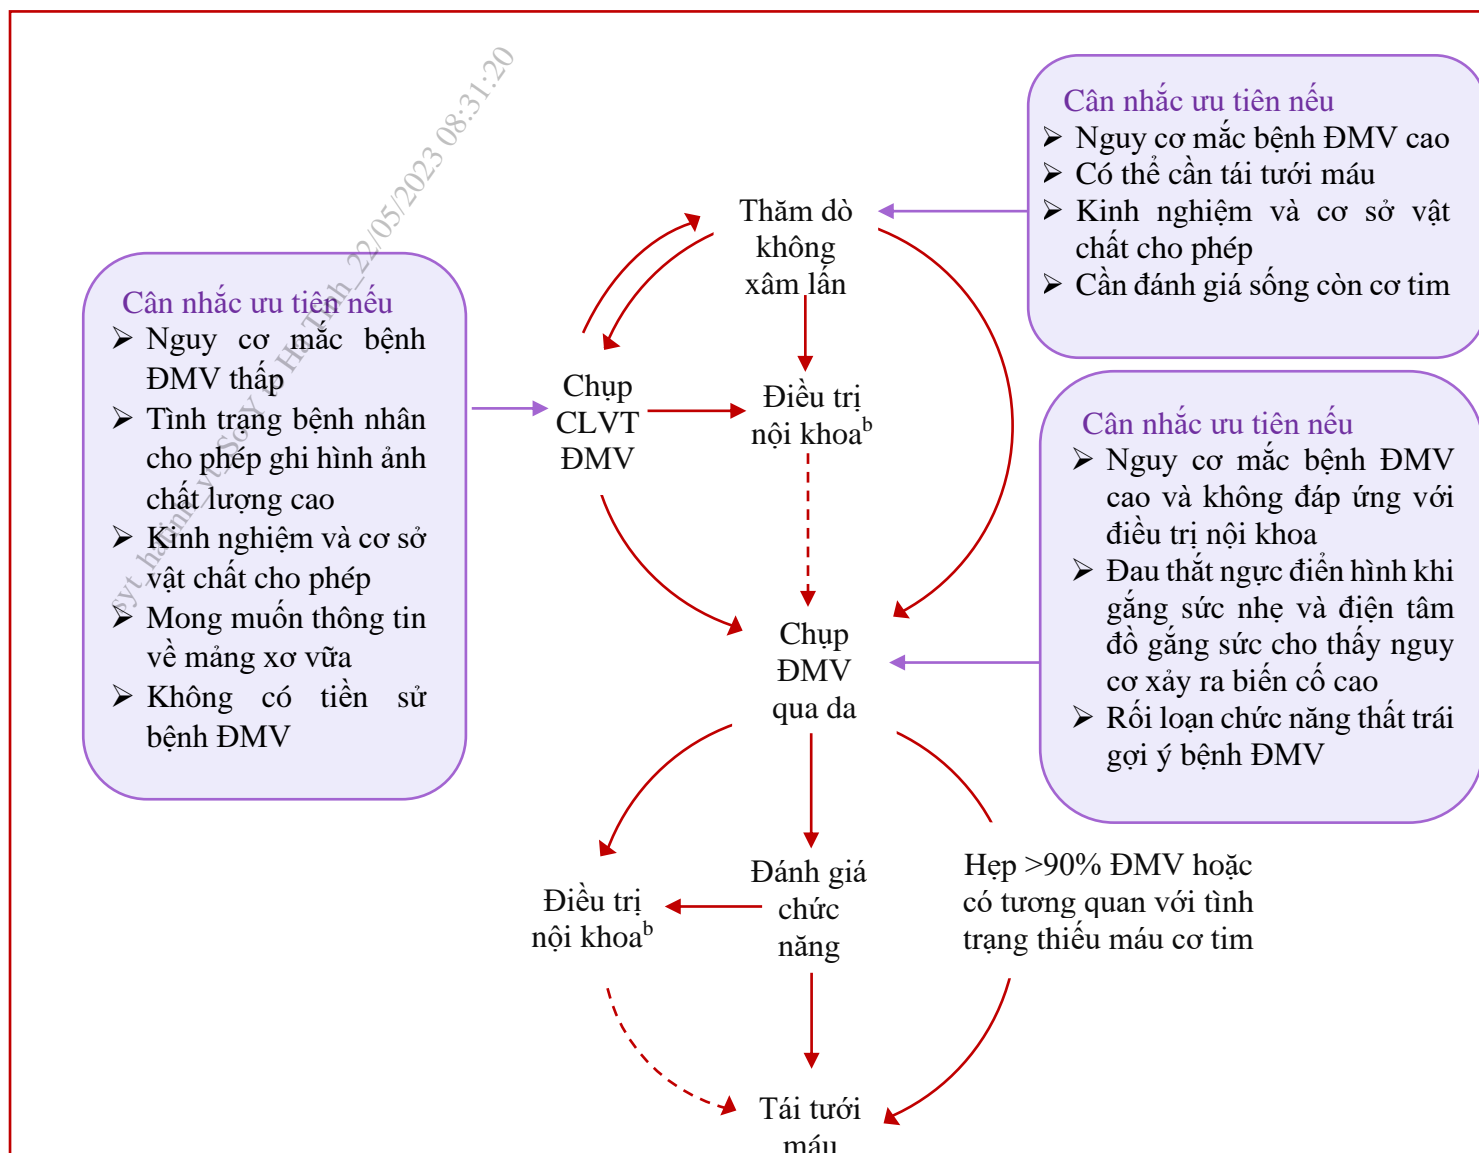 Cân nhắc ưu tiên nếu
➢ Nguy cơ mắc bệnh ĐMV cao
➢ Có thể cần tái tưới máu
➢ Kinh nghiệm và cơ sở vật
chất cho phép
➢ Cần đánh giá sống còn cơ tim
Thăm dò
không
xâm lấn
Cân nhắc ưu tiên nếu
➢ Nguy cơ mắc bệnh
ĐMV thấp
➢ Tình trạng bệnh nhân
cho phép ghi hình ảnh
chất lượng cao
➢ Kinh nghiệm và cơ sở
vật chất cho phép
➢ Mong muốn thông tin
về mảng xơ vữa
➢ Không có tiền sử
bệnh ĐMV
Chụp
CLVT
ĐMV
Điều trị
nội khoa^b
Cân nhắc ưu tiên nếu
➢ Nguy cơ mắc bệnh ĐMV
cao và không đáp ứng với
điều trị nội khoa
➢ Đau thắt ngực điển hình khi
gắng sức nhẹ và điện tâm
đồ gắng sức cho thấy nguy
cơ xảy ra biến cố cao
➢ Rối loạn chức năng thất trái
gợi ý bệnh ĐMV
Chụp
ĐMV
qua da
Điều trị
nội khoa^b
Đánh giá
chức
năng
Hẹp >90% ĐMV hoặc
có tương quan với tình
trạng thiếu máu cơ tim
Tái tưới
máu